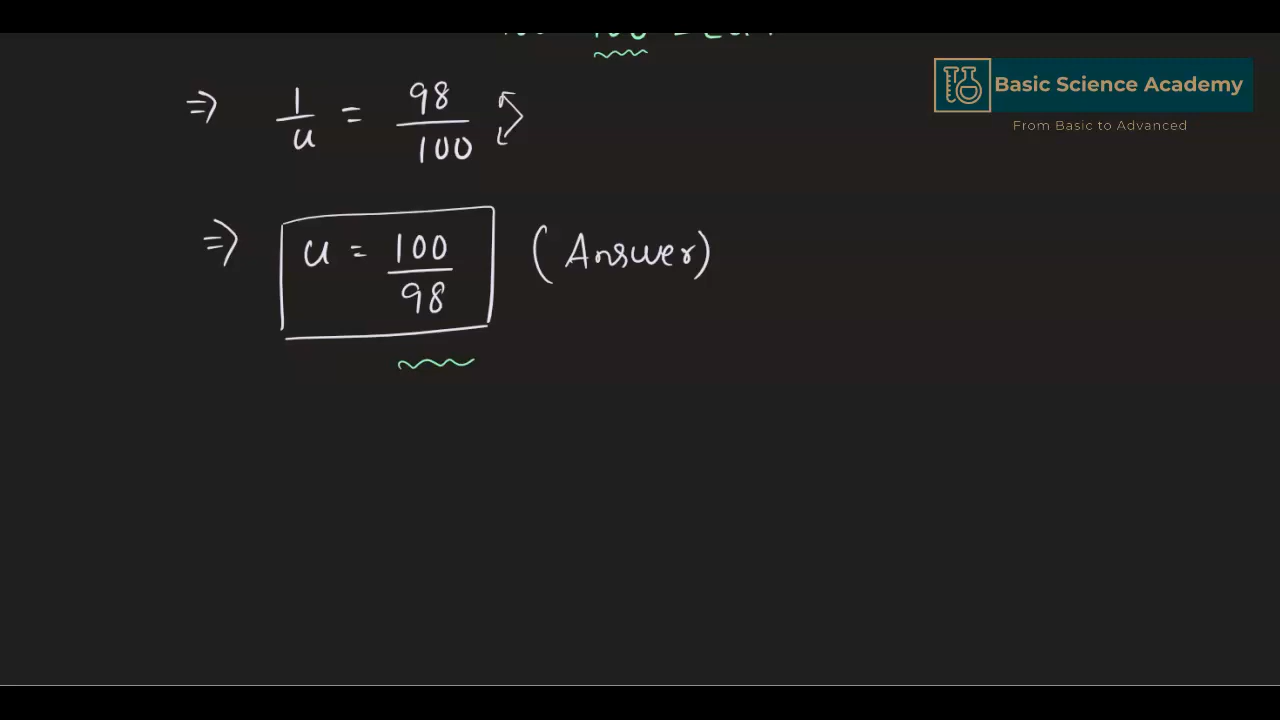 ⇒ 1/u = 98/100
Basic Science Academy
From Basic to Advanced
⇒ u = 100/98 (Answer)